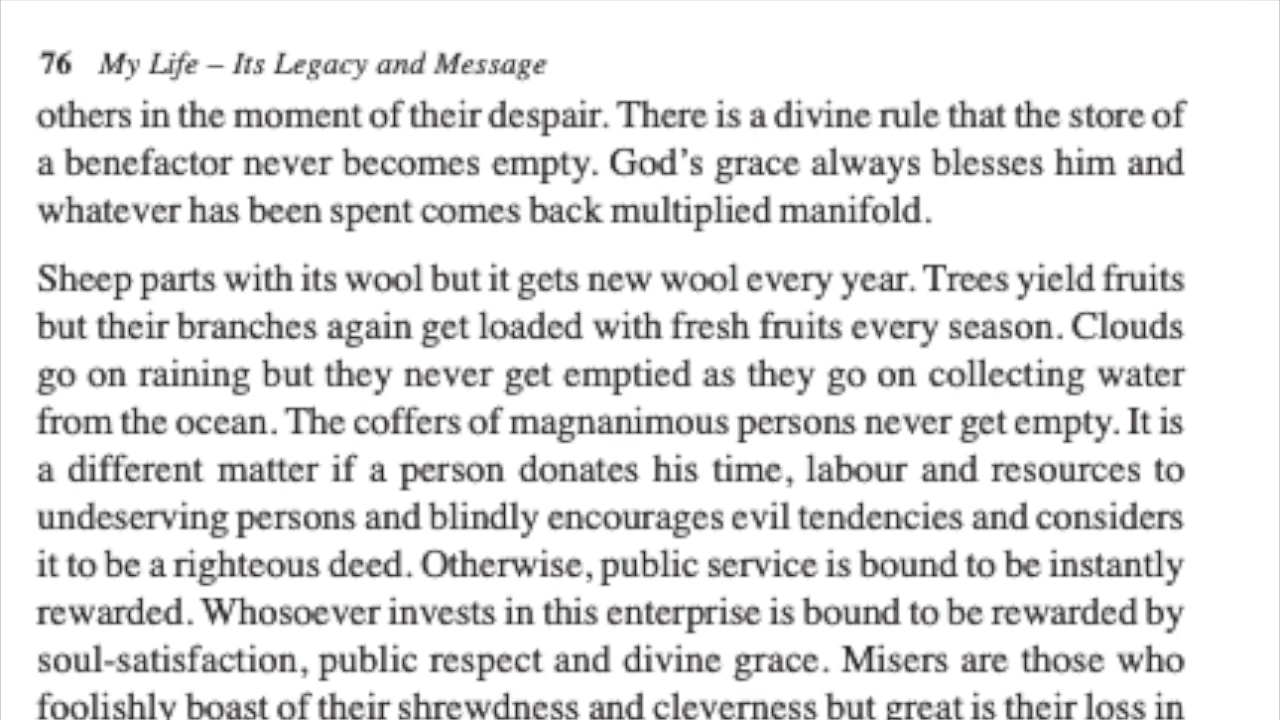 76 My Life – Its Legacy and Message
others in the moment of their despair. There is a divine rule that the store of
a benefactor never becomes empty. God’s grace always blesses him and
whatever has been spent comes back multiplied manifold.
Sheep parts with its wool but it gets new wool every year. Trees yield fruits
but their branches again get loaded with fresh fruits every season. Clouds
go on raining but they never get emptied as they go on collecting water
from the ocean. The coffers of magnanimous persons never get empty. It is
a different matter if a person donates his time, labour and resources to
undeserving persons and blindly encourages evil tendencies and considers
it to be a righteous deed. Otherwise, public service is bound to be instantly
rewarded. Whosoever invests in this enterprise is bound to be rewarded by
soul-satisfaction, public respect and divine grace. Misers are those who
foolishly boast of their shrewdness and cleverness but great is their loss in